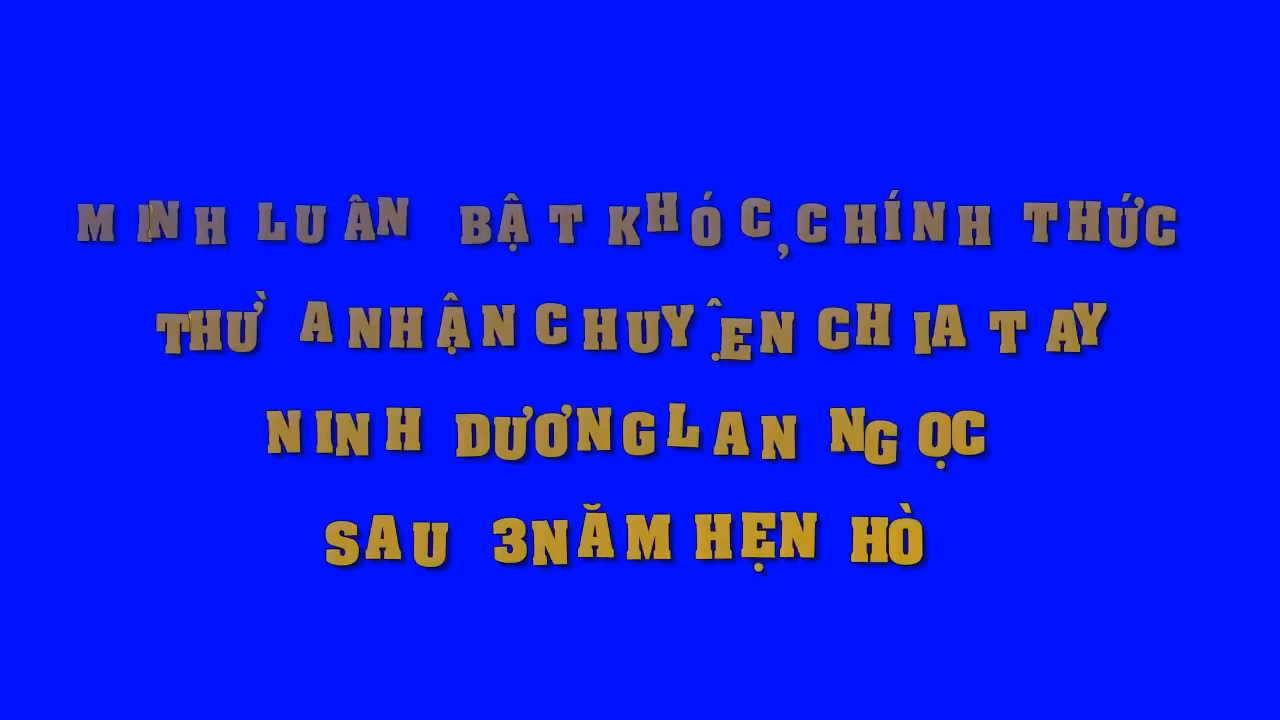 MINH LUÂN BẬT KHÓC,CHÍNH THỨC
THỪA NHẬN CHUYỆN CHIA TAY
NINH DƯƠNG LAN NGỌC
SAU 3 NĂM HẸN HÒ